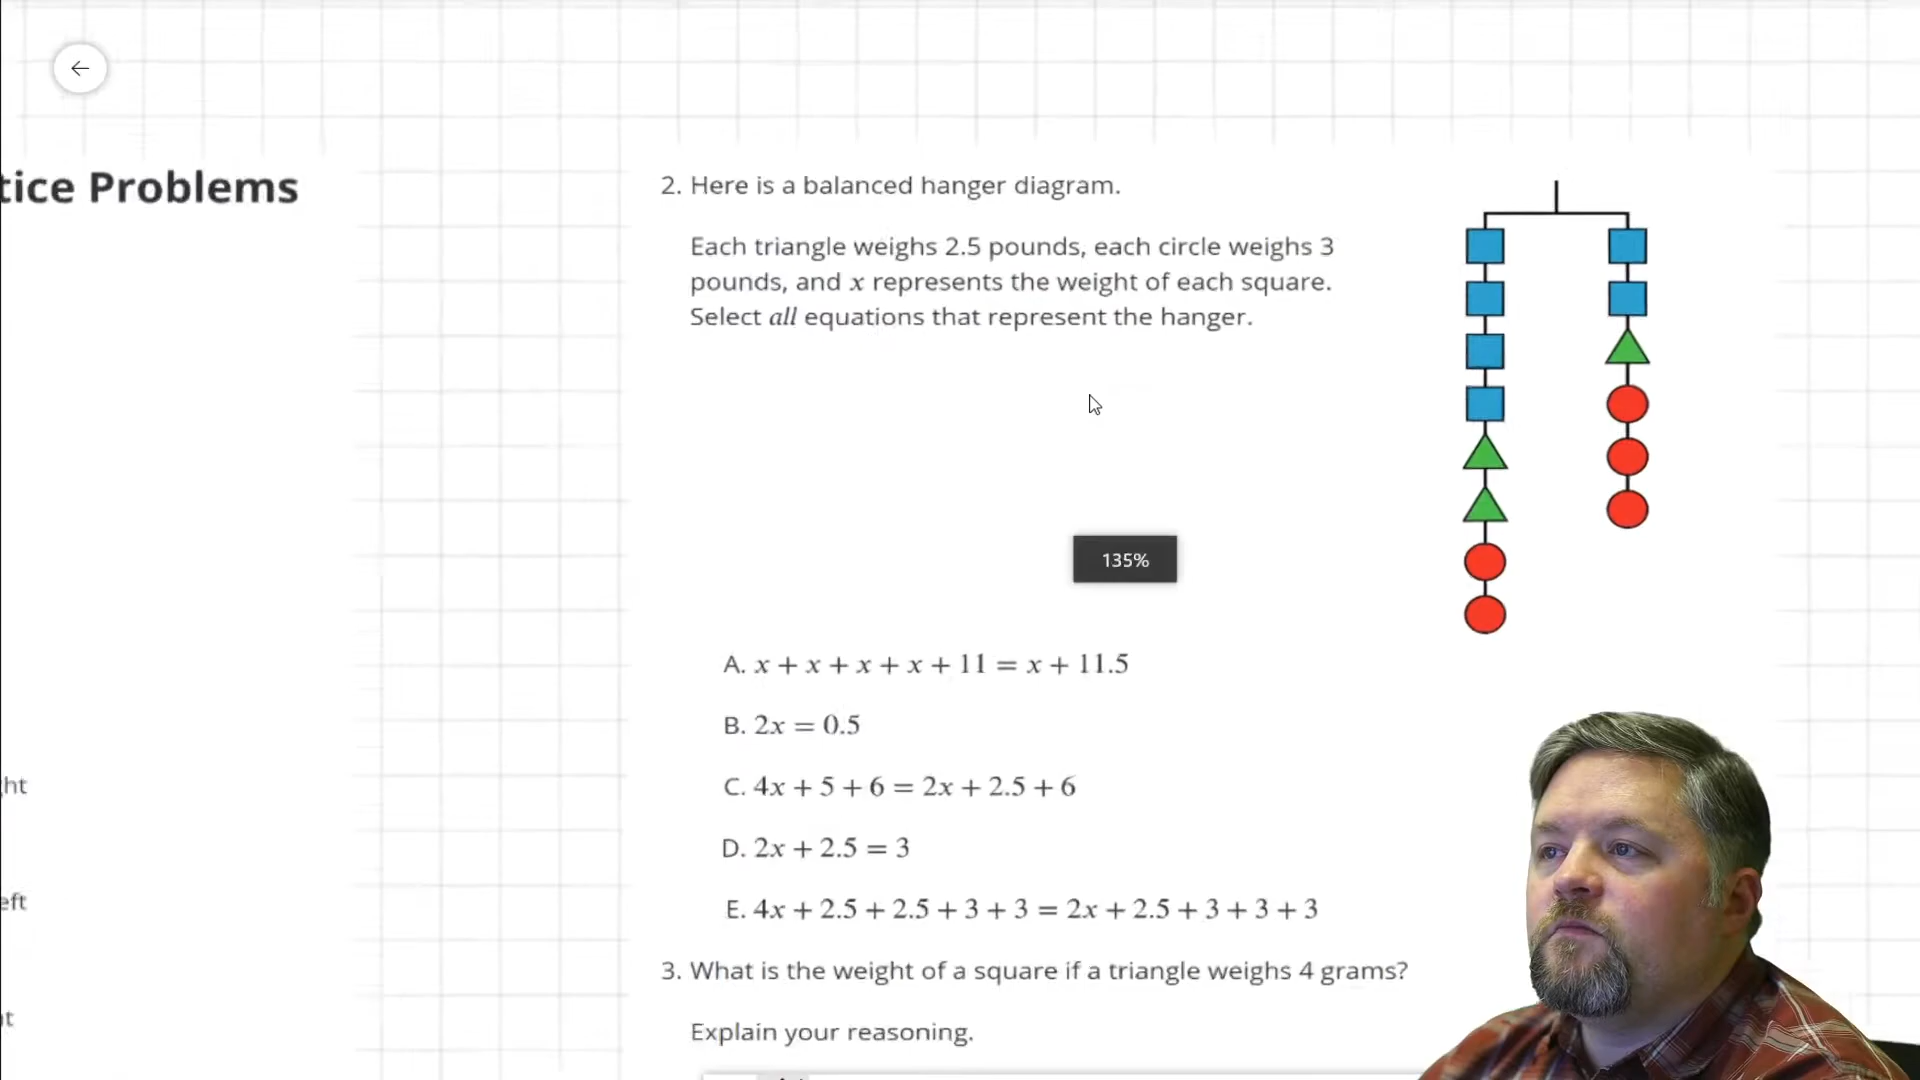 tice Problems
2. Here is a balanced hanger diagram.
Each triangle weighs 2.5 pounds, each circle weighs 3
pounds, and x represents the weight of each square.
Select all equations that represent the hanger.
135%
A. x + x + x + x + 11 = x + 11.5
B. 2x = 0.5
C. 4x + 5 + 6 = 2x + 2.5 + 6
D. 2x + 2.5 = 3
E. 4x + 2.5 + 2.5 + 3 + 3 = 2x + 2.5 + 3 + 3 + 3
3. What is the weight of a square if a triangle weighs 4 grams?
Explain your reasoning.
ht
eft